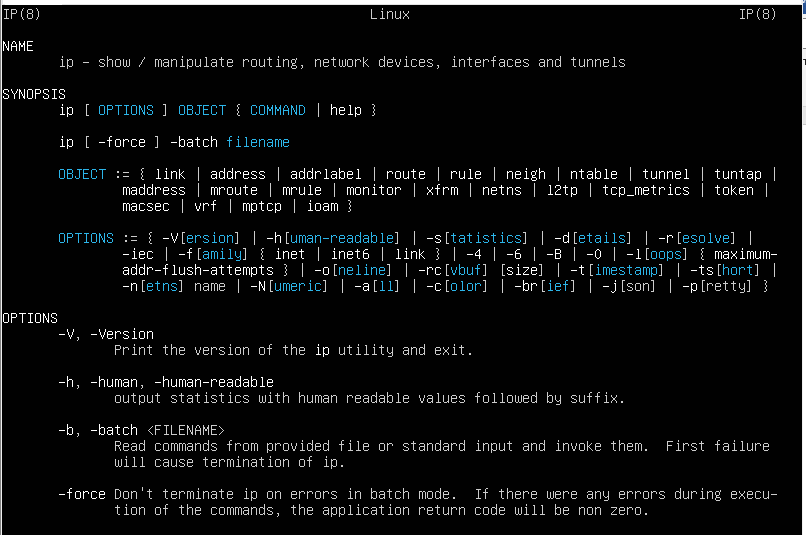 IP(8) Linux IP(8)
NAME
ip – show / manipulate routing, network devices, interfaces and tunnels
SYNOPSIS
ip [ OPTIONS ] OBJECT { COMMAND | help }
ip [ –force ] –batch filename
OBJECT := { link | address | addrlabel | route | rule | neigh | ntable | tunnel | tuntap |
maddress | mroute | mrule | monitor | xfrm | netns | l2tp | tcp_metrics | token |
macsec | vrf | mptcp | ioam }
OPTIONS := { –V[ersion] | –h[uman-readable] | –s[tatistics] | –d[etails] | –r[esolve] |
–iec | –f[amily] { inet | inet6 | link } | –4 | –6 | –B | –0 | –l[oops] { maximum–
addr–flush–attempts } | –o[neline] | –rc[vbuf] [size] | –t[imestamp] | –ts[hort] |
–n[etns] name | –N[umeric] | –a[ll] | –c[olor] | –br[ief] | –j[son] | –p[retty] }
OPTIONS
–V, –Version
Print the version of the ip utility and exit.
–h, –human, –human–readable
output statistics with human readable values followed by suffix.
–b, –batch <FILENAME>
Read commands from provided file or standard input and invoke them. First failure
will cause termination of ip.
–force Don't terminate ip on errors in batch mode. If there were any errors during execu–
tion of the commands, the application return code will be non zero.